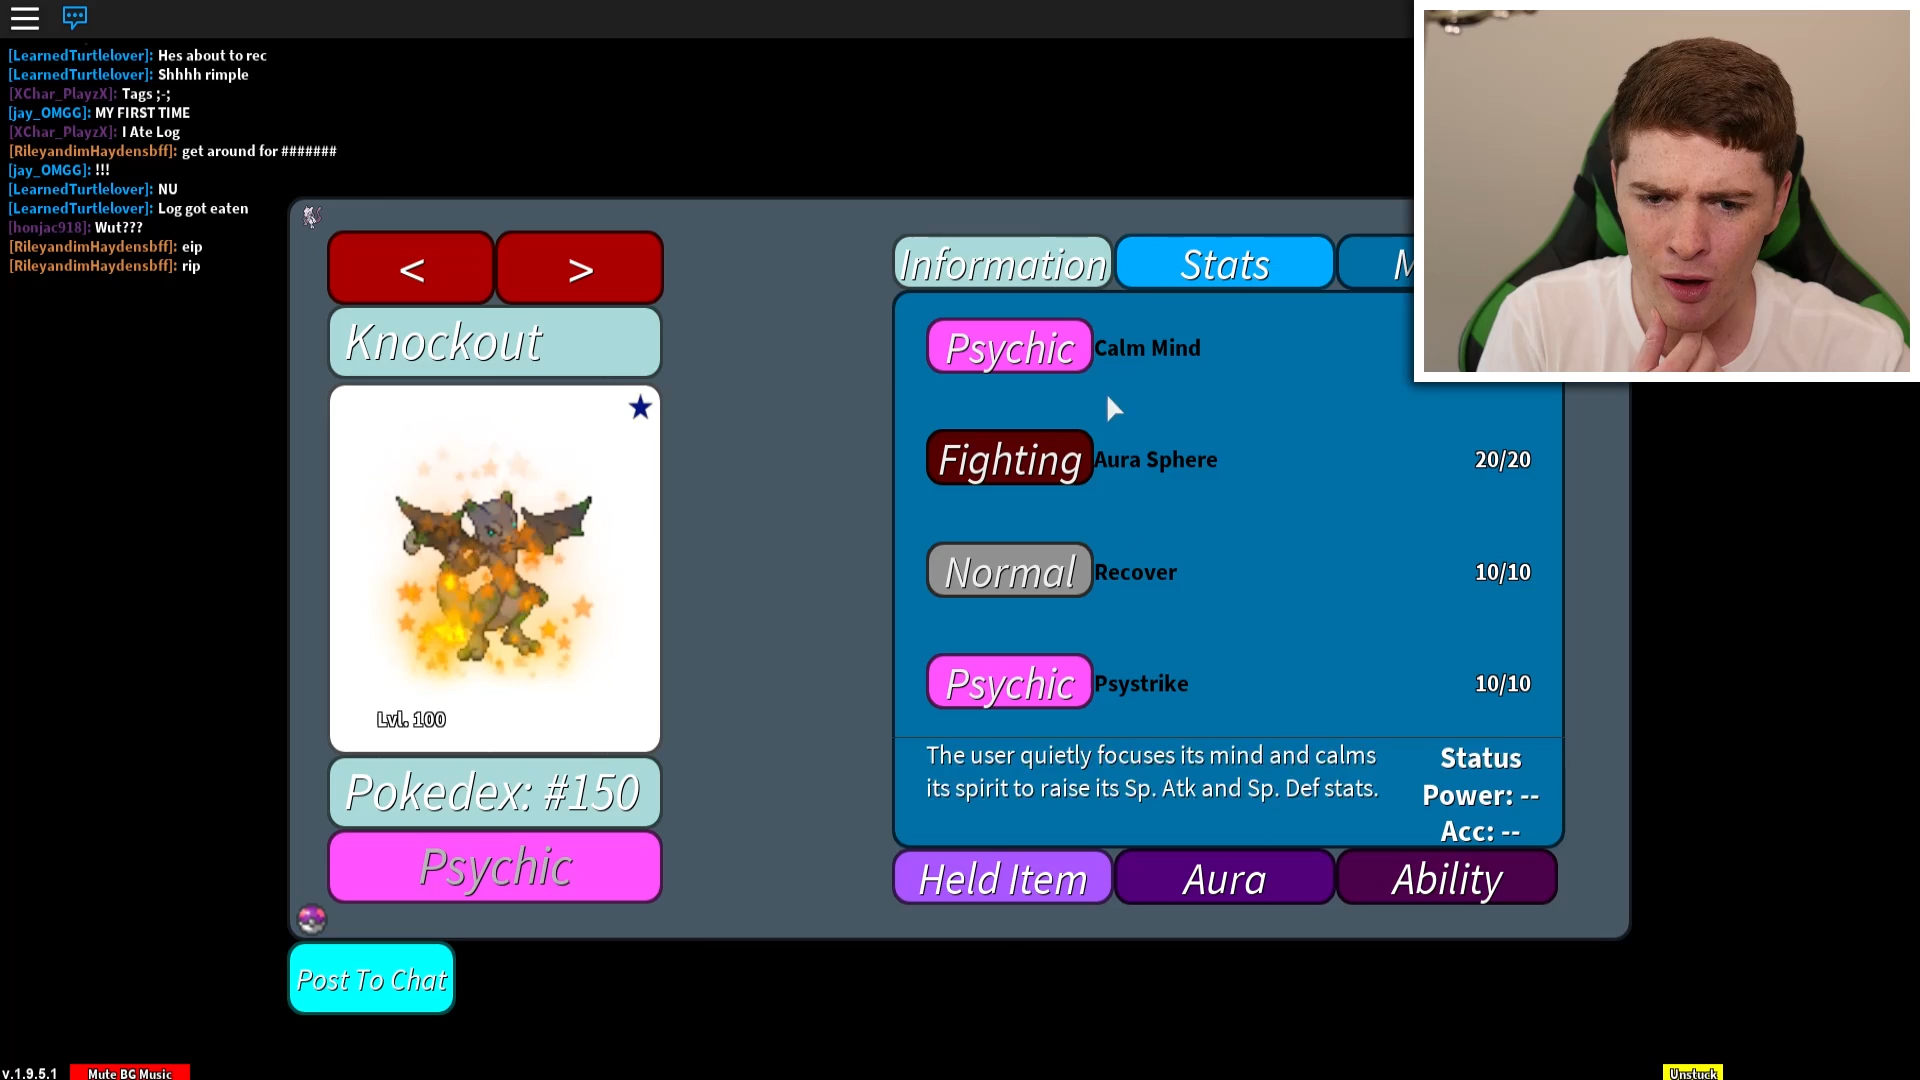 [LearnedTurtlelover]: Hes about to rec
[LearnedTurtlelover]: Shhhh rimple
[XChar_PlayzX]: Tags ;-;
[jay_OMGG]: MY FIRST TIME
[XChar_PlayzX]: I Ate Log
[RileyandimHaydensbff]: get around for #######
[jay_OMGG]: !!!
[LearnedTurtlelover]: NU
[LearnedTurtlelover]: Log got eaten
[honjac918]: Wut???
[RileyandimHaydensbff]: eip
[RileyandimHaydensbff]: rip
< >
Knockout
Lvl. 100
Pokedex: #150
Psychic
Post To Chat
Information Stats M
Psychic Calm Mind
Fighting Aura Sphere 20/20
Normal Recover 10/10
Psychic Psystrike 10/10
The user quietly focuses its mind and calms
its spirit to raise its Sp. Atk and Sp. Def stats.
Status
Power: --
Acc: --
Held Item Aura Ability
v.1.9.5.1 Mute BG Music Unstuck